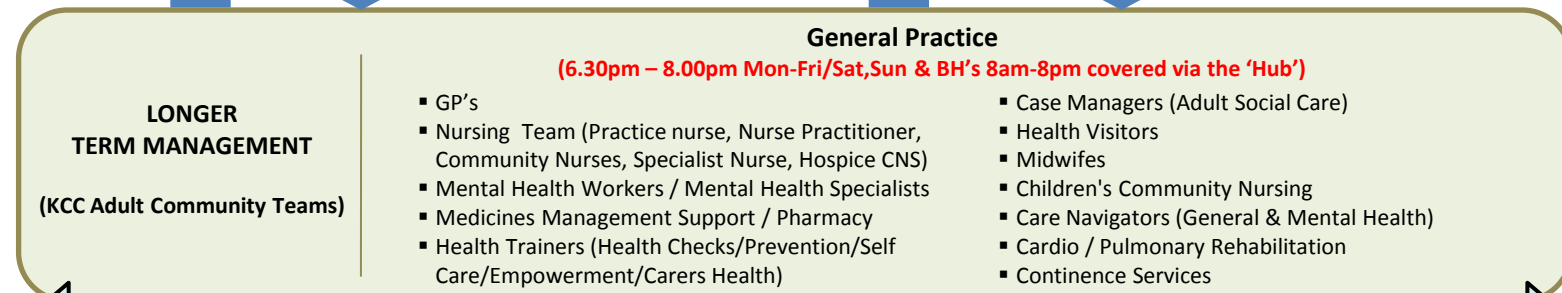 LONGER
TERM MANAGEMENT
(KCC Adult Community Teams)
General Practice
(6.30pm – 8.00pm Mon-Fri/Sat,Sun & BH’s 8am-8pm covered via the ‘Hub’)
▪ GP’s
▪ Nursing Team (Practice nurse, Nurse Practitioner,
Community Nurses, Specialist Nurse, Hospice CNS)
▪ Mental Health Workers / Mental Health Specialists
▪ Medicines Management Support / Pharmacy
▪ Health Trainers (Health Checks/Prevention/Self
Care/Empowerment/Carers Health)
▪ Case Managers (Adult Social Care)
▪ Health Visitors
▪ Midwifes
▪ Children's Community Nursing
▪ Care Navigators (General & Mental Health)
▪ Cardio / Pulmonary Rehabilitation
▪ Continence Services